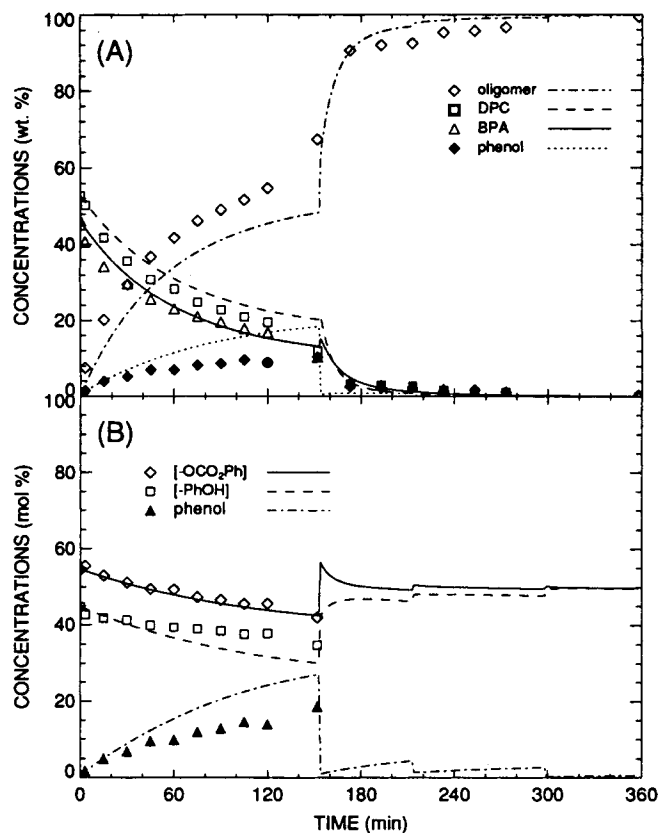 100
(A)
80
oligomer
DPC
60
BPA
phenol
40
20
0
CONCENTRATIONS (wt. %)
100
(B)
80
[-OCO₂Ph]
[-PhOH]
phenol
60
40
20
0
CONCENTRATIONS (mol %)
0 60 120 180 240 300 360
TIME (min)